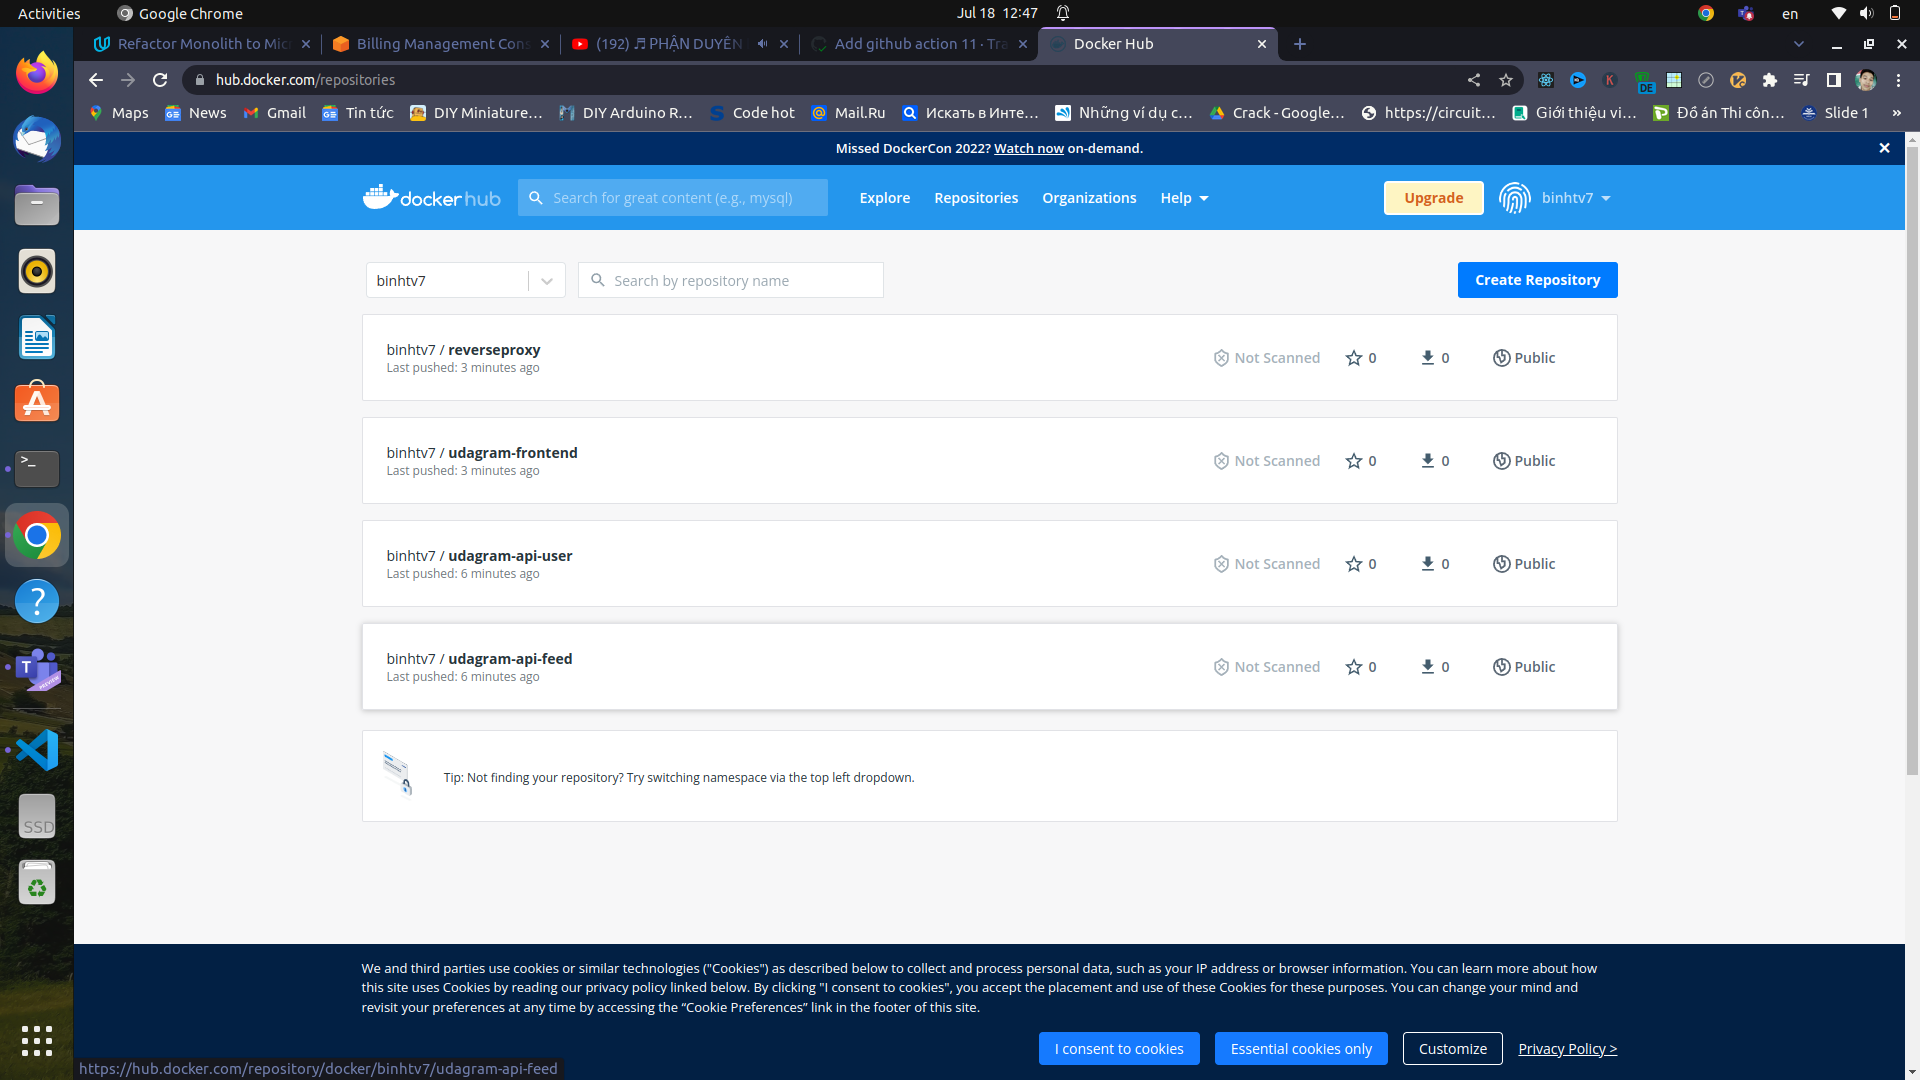 Activities
Google Chrome
Jul 18 12:47
en
Refactor Monolith to Mic
Billing Management Cons
(192) ♬ PHẬN DUYÊN
Add github action 11 · Tra
Docker Hub
hub.docker.com/repositories
DE
Maps
News
Gmail
Tin tức
DIY Miniature...
DIY Arduino R...
Code hot
Mail.Ru
Искать в Инте...
Những ví dụ c...
Crack - Google...
https://circuit...
Giới thiệu vi...
Đồ án Thi côn...
Slide 1
»
Missed DockerCon 2022? Watch now on-demand.
docker hub
Search for great content (e.g., mysql)
Explore
Repositories
Organizations
Help
Upgrade
binhtv7
binhtv7
Search by repository name
Create Repository
binhtv7 / reverseproxy
Last pushed: 3 minutes ago
Not Scanned
0
0
Public
binhtv7 / udagram-frontend
Last pushed: 3 minutes ago
Not Scanned
0
0
Public
binhtv7 / udagram-api-user
Last pushed: 6 minutes ago
Not Scanned
0
0
Public
binhtv7 / udagram-api-feed
Last pushed: 6 minutes ago
Not Scanned
0
0
Public
Tip: Not finding your repository? Try switching namespace via the top left dropdown.
SSD
We and third parties use cookies or similar technologies ("Cookies") as described below to collect and process personal data, such as your IP address or browser information. You can learn more about how
this site uses Cookies by reading our privacy policy linked below. By clicking "I consent to cookies", you accept the placement and use of these Cookies for these purposes. You can change your mind and
revisit your preferences at any time by accessing the “Cookie Preferences” link in the footer of this site.
I consent to cookies
Essential cookies only
Customize
Privacy Policy >
https://hub.docker.com/repository/docker/binhtv7/udagram-api-feed